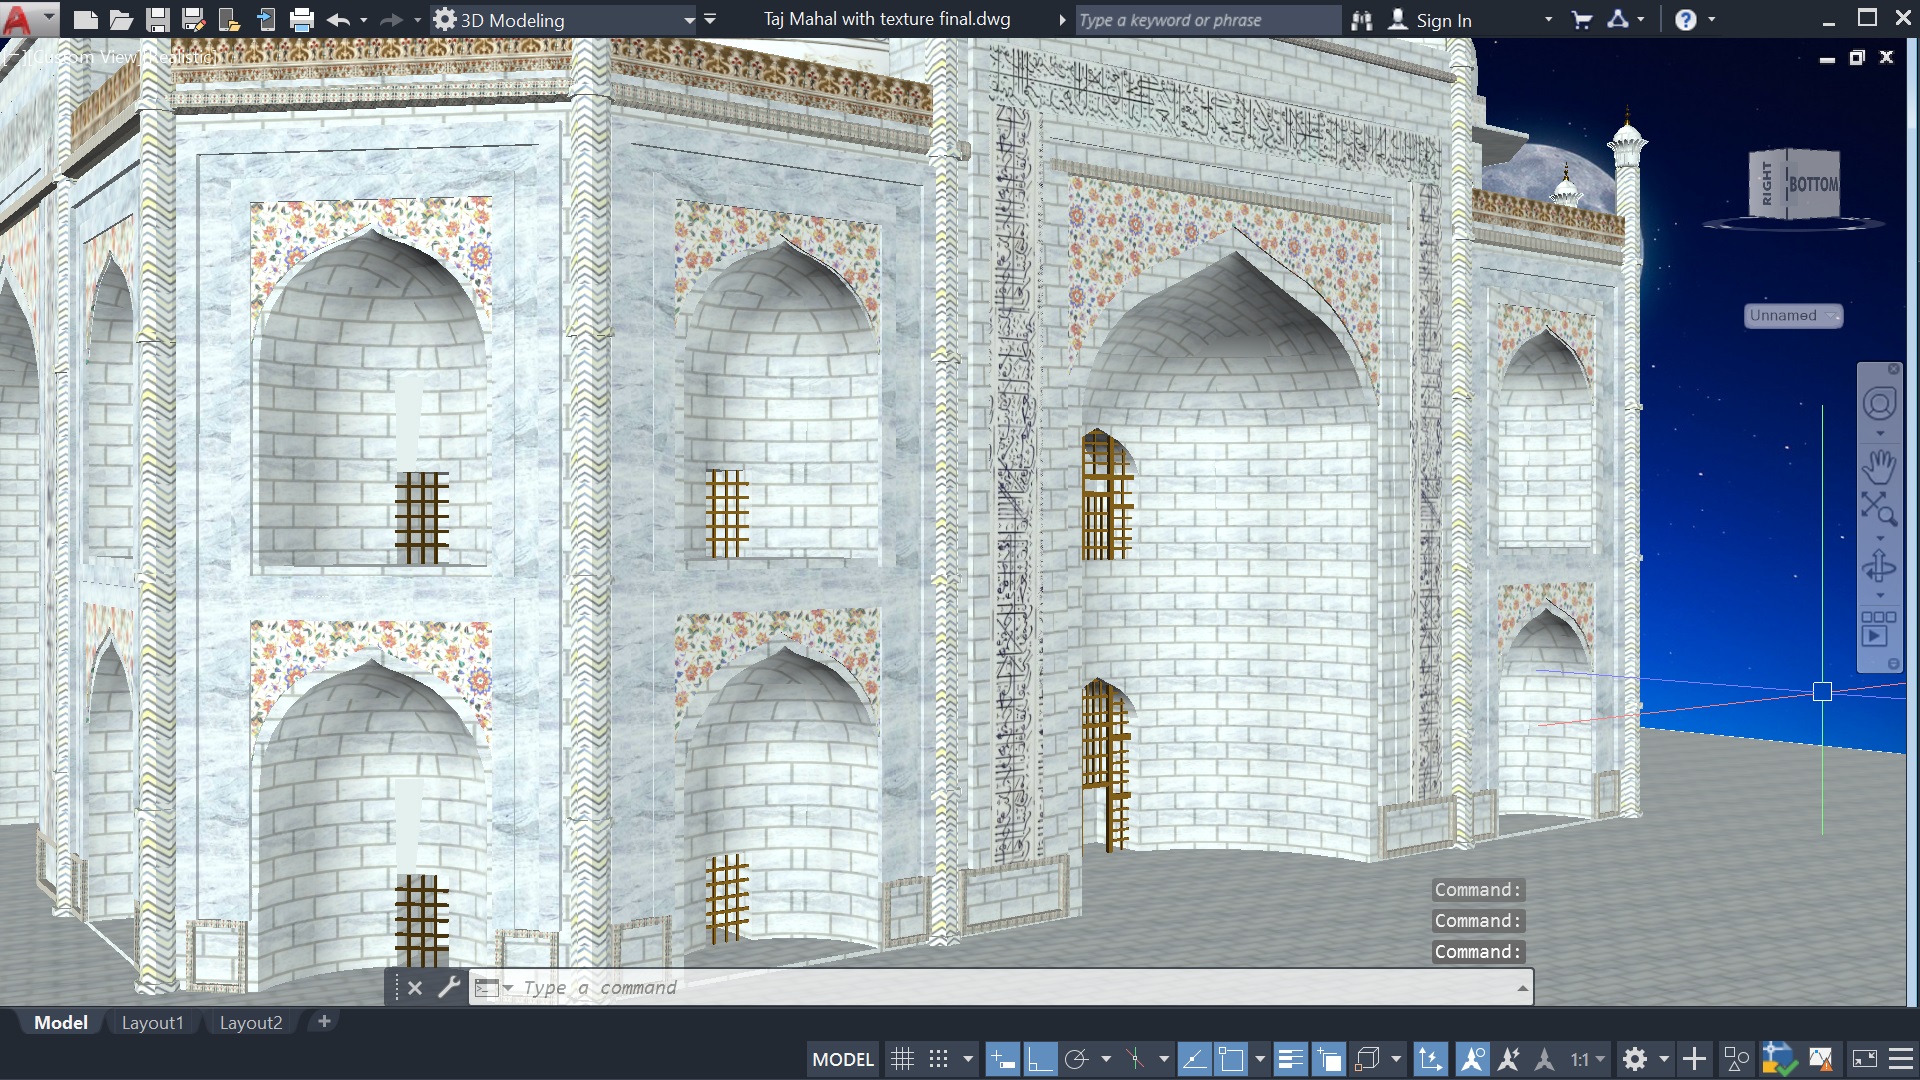 3D Modeling
Taj Mahal with texture final.dwg
Type a keyword or phrase
Sign In
[−][Custom View][Realistic]
RIGHT
BOTTOM
Unnamed
Command:
Command:
Command:
Type a command
Model
Layout1
Layout2
MODEL
1:1